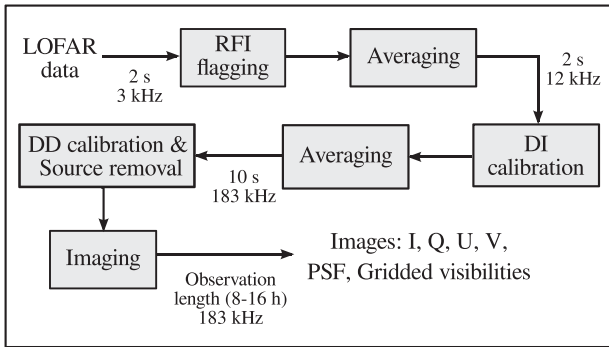 LOFAR
data
2 s
3 kHz
RFI
flagging
Averaging
2 s
12 kHz
DI
calibration
Averaging
10 s
183 kHz
DD calibration &
Source removal
Imaging
Observation
length (8-16 h)
183 kHz
Images: I, Q, U, V,
PSF, Gridded visibilities